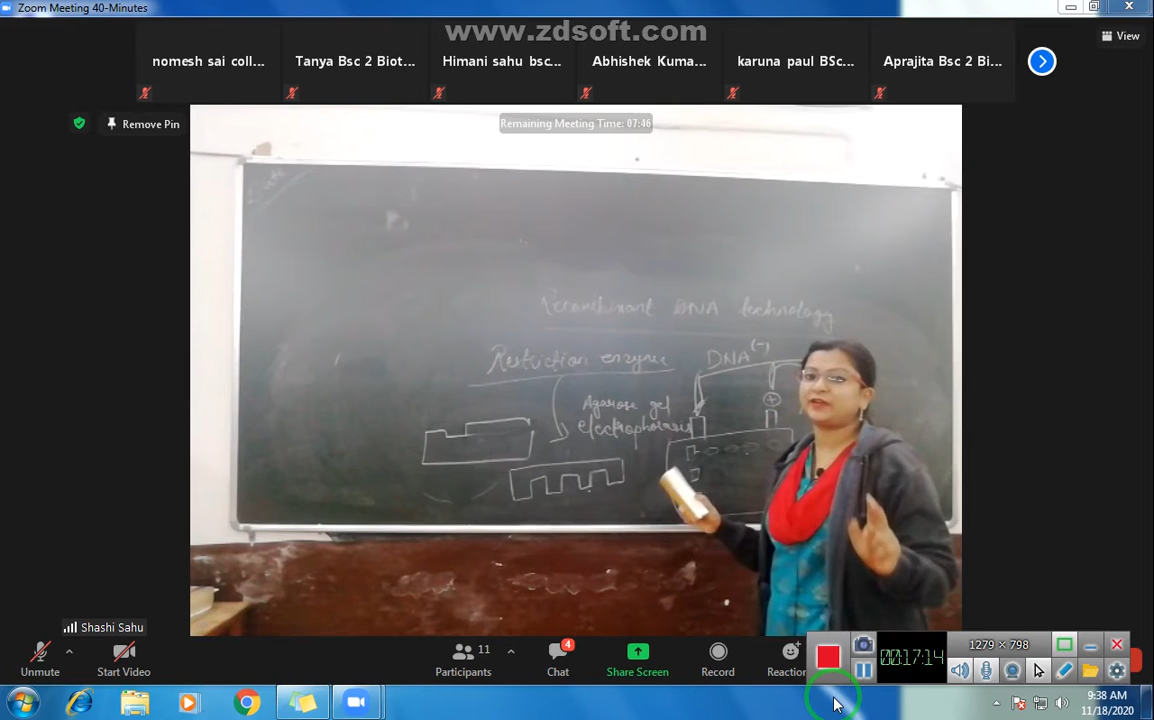 Zoom Meeting 40-Minutes
www.zdsoft.com
View
nomesh sai coll...
Tanya Bsc 2 Biot...
Himani sahu bsc...
Abhishek Kuma...
karuna paul BSc...
Aprajita Bsc 2 Bi...
Remove Pin
Remaining Meeting Time: 07:46
Recombinant DNA technology
Restriction enzyme
DNA (-)
Agarose gel
electrophorasis
+
Shashi Sahu
Unmute
Start Video
Participants
11
Chat
4
Share Screen
Record
Reaction
00:17:14
1279 × 798
9:38 AM
11/18/2020